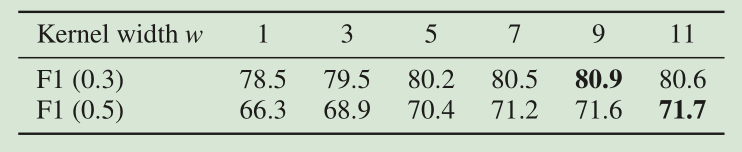 Kernel width w 1 3 5 7 9 11
F1 (0.3) 78.5 79.5 80.2 80.5 80.9 80.6
F1 (0.5) 66.3 68.9 70.4 71.2 71.6 71.7